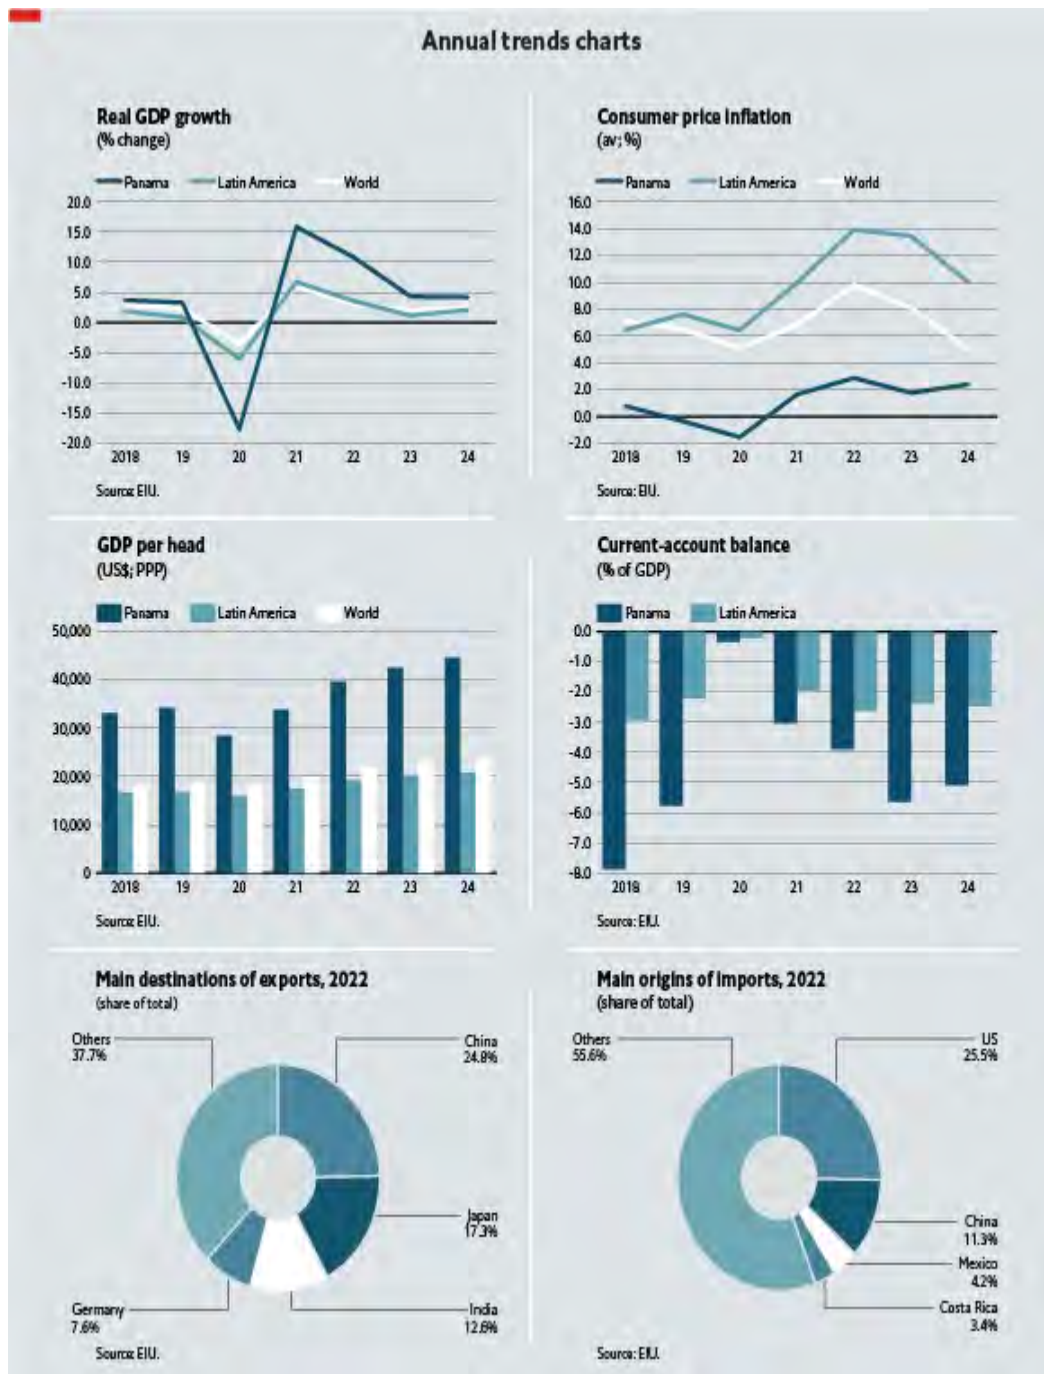 Annual trends charts
Real GDP growth
(% change)
Panama Latin America World
20.0
15.0
10.0
5.0
0.0
-5.0
-10.0
-15.0
-20.0
2018 19 20 21 22 23 24
Source: EIU.
Consumer price inflation
(av; %)
Panama Latin America World
16.0
14.0
12.0
10.0
8.0
6.0
4.0
2.0
0.0
-2.0
2018 19 20 21 22 23 24
Source: EIU.
GDP per head
(US$; PPP)
Panama Latin America World
50,000
40,000
30,000
20,000
10,000
0
2018 19 20 21 22 23 24
Source: EIU.
Current-account balance
(% of GDP)
Panama Latin America
0.0
-1.0
-2.0
-3.0
-4.0
-5.0
-6.0
-7.0
-8.0
2018 19 20 21 22 23 24
Source: EIU.
Main destinations of exports, 2022
(share of total)
Others
37.7%
China
24.8%
Japan
17.3%
Germany
7.6%
India
12.6%
Source: EIU.
Main origins of imports, 2022
(share of total)
Others
55.6%
US
25.5%
China
11.3%
Mexico
4.2%
Costa Rica
3.4%
Source: EIU.